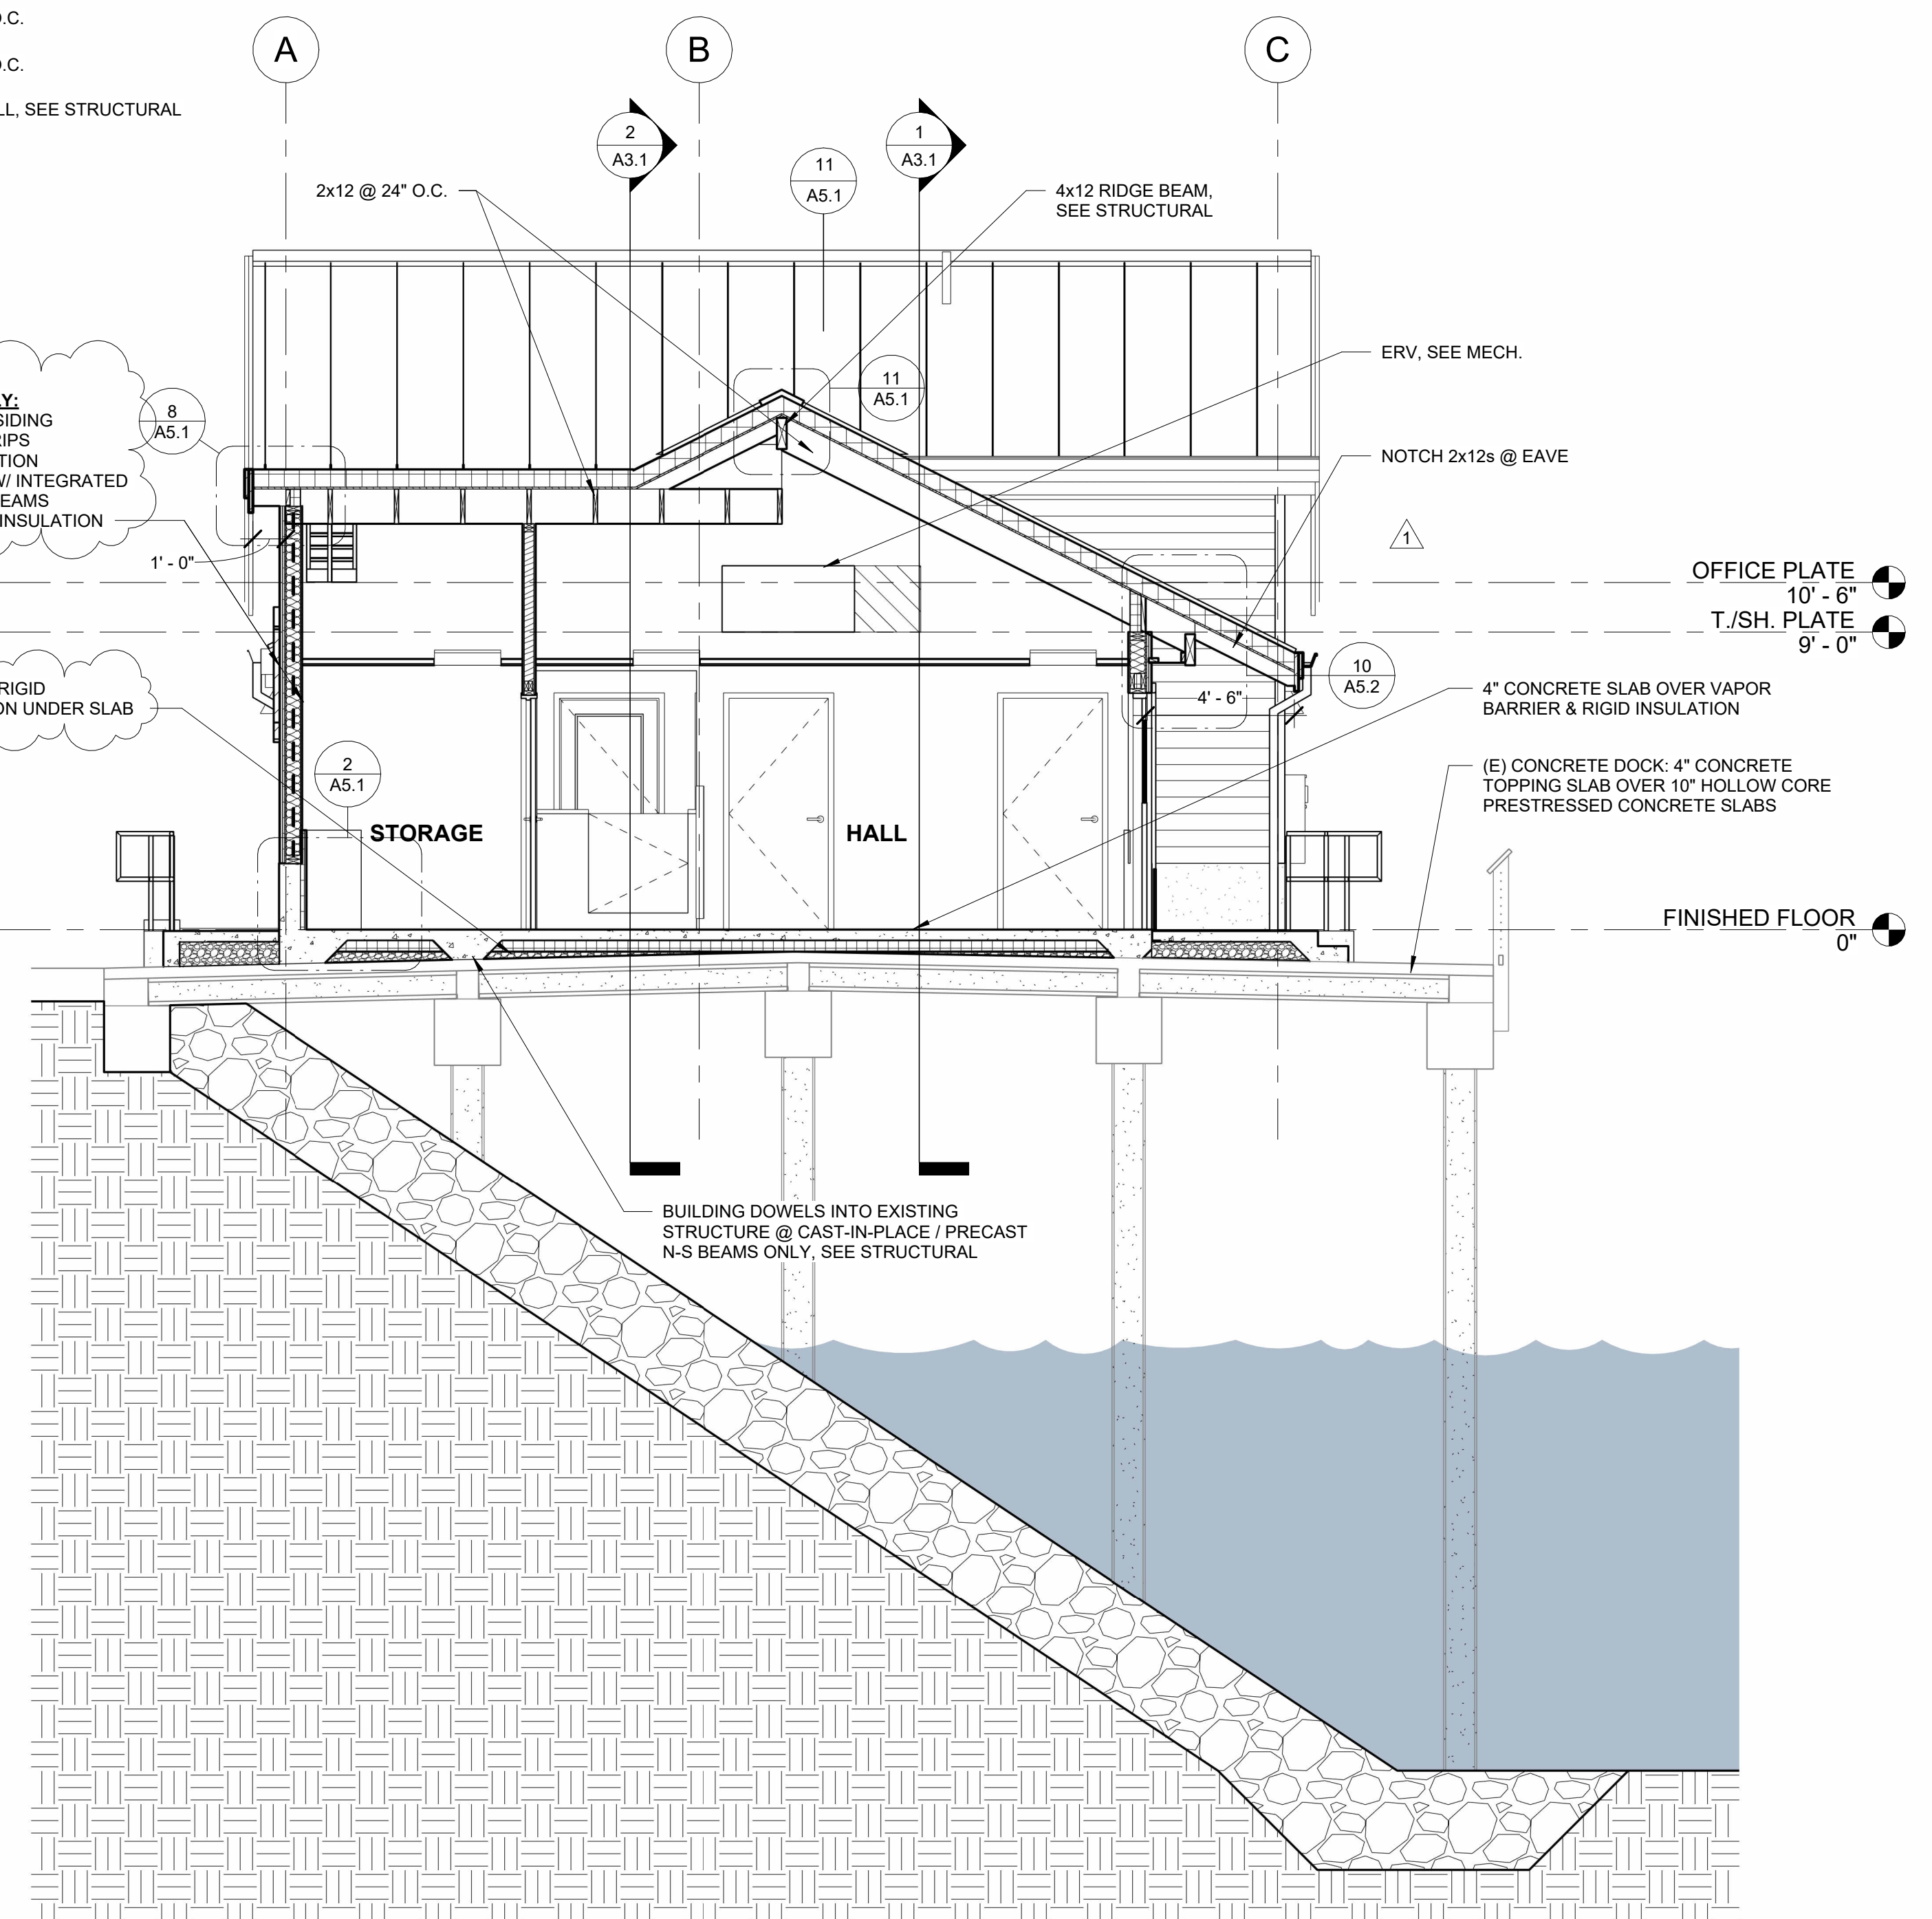 O.C.
O.C.
LL, SEE STRUCTURAL
A
B
C
2
A3.1
1
A3.1
11
A5.1
2x12 @ 24" O.C.
4x12 RIDGE BEAM,
SEE STRUCTURAL
ERV, SEE MECH.
11
A5.1
8
A5.1
LY:
SIDING
RIPS
TION
W/ INTEGRATED
EAMS
INSULATION
NOTCH 2x12s @ EAVE
1
1' - 0"
OFFICE PLATE
10' - 6"
T./SH. PLATE
9' - 0"
10
A5.2
RIGID
ON UNDER SLAB
4' - 6"
4" CONCRETE SLAB OVER VAPOR
BARRIER & RIGID INSULATION
2
A5.1
(E) CONCRETE DOCK: 4" CONCRETE
TOPPING SLAB OVER 10" HOLLOW CORE
PRESTRESSED CONCRETE SLABS
STORAGE
HALL
FINISHED FLOOR
0"
BUILDING DOWELS INTO EXISTING
STRUCTURE @ CAST-IN-PLACE / PRECAST
N-S BEAMS ONLY, SEE STRUCTURAL